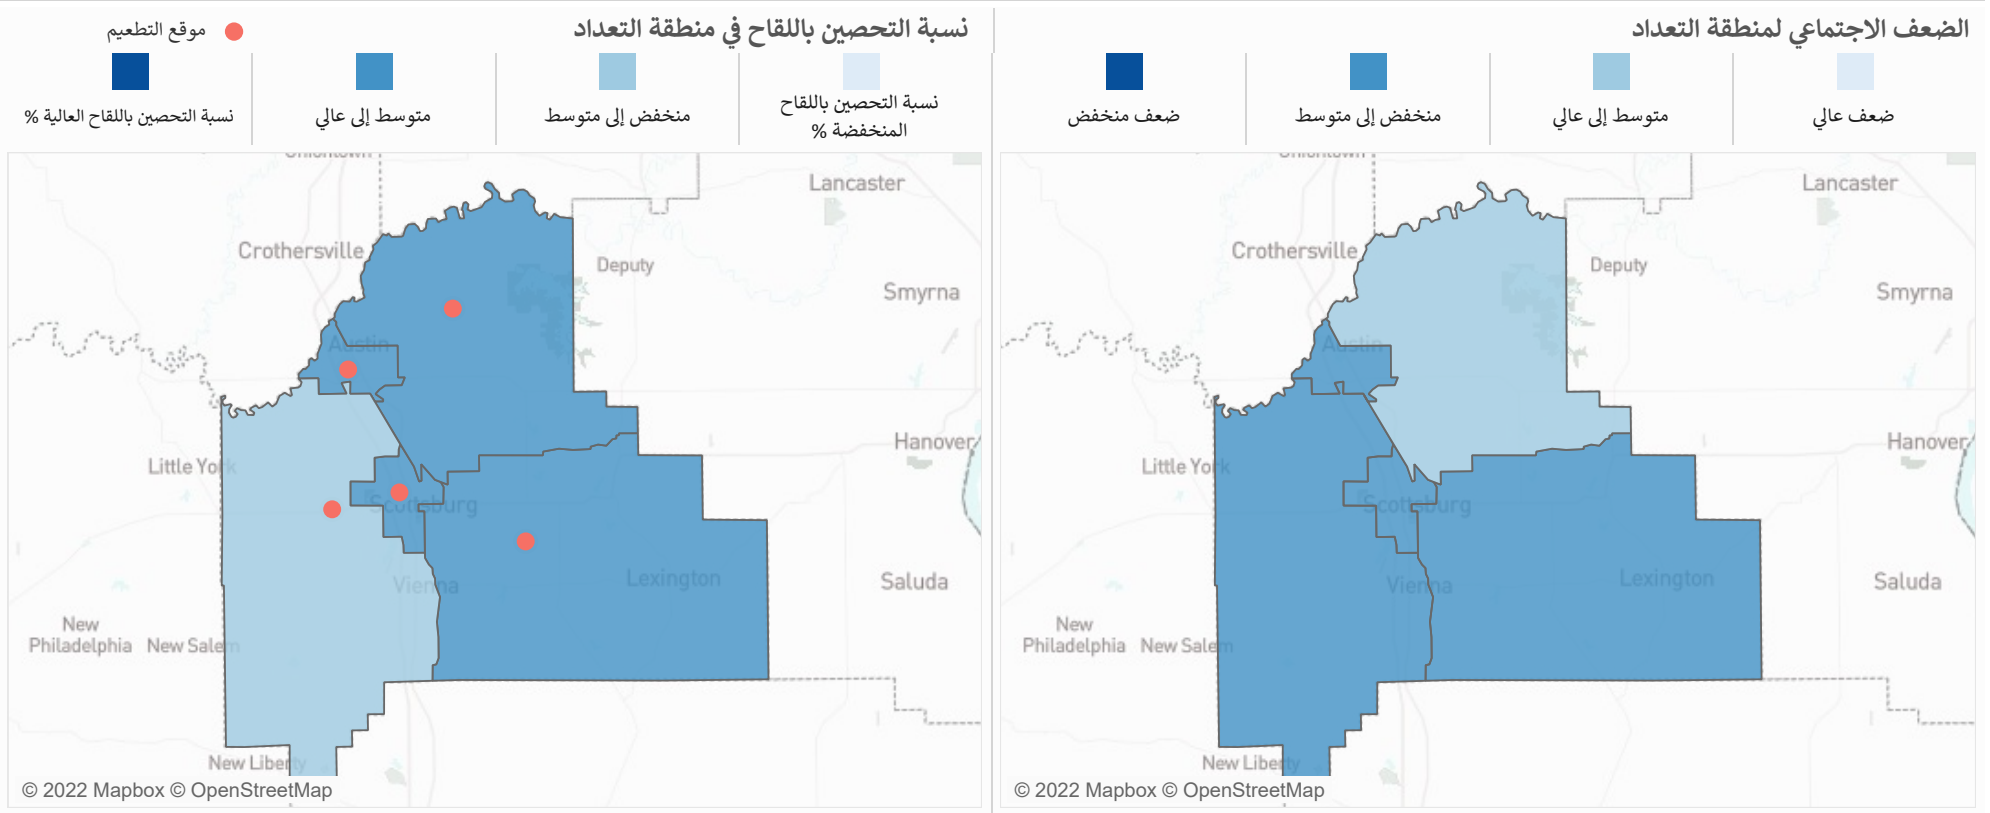 الضعف الاجتماعي لمنطقة التعداد
ضعف عالي
متوسط إلى عالي
منخفض إلى متوسط
ضعف منخفض
Uniontown
Lancaster
Crothersville
Deputy
Smyrna
Austin
Hanover
Little York
Scottsburg
Vienna
Lexington
Saluda
New
Philadelphia
New Salem
New Liberty
© 2022 Mapbox © OpenStreetMap
نسبة التحصين باللقاح في منطقة التعداد
موقع التطعيم
نسبة التحصين باللقاح
المنخفضة %
منخفض إلى متوسط
متوسط إلى عالي
نسبة التحصين باللقاح العالية %
Uniontown
Lancaster
Crothersville
Deputy
Smyrna
Austin
Hanover
Little York
Scottsburg
Vienna
Lexington
Saluda
New
Philadelphia
New Salem
New Liberty
© 2022 Mapbox © OpenStreetMap